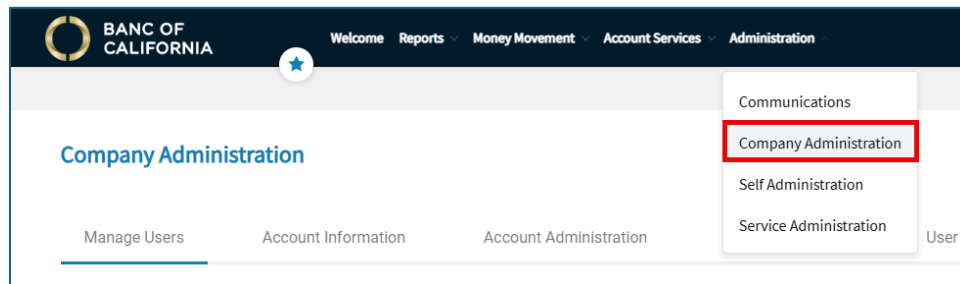 BANC OF
CALIFORNIA
Welcome Reports Money Movement Account Services Administration
Communications
Company Administration
Company Administration
Self Administration
Service Administration
Manage Users Account Information Account Administration User